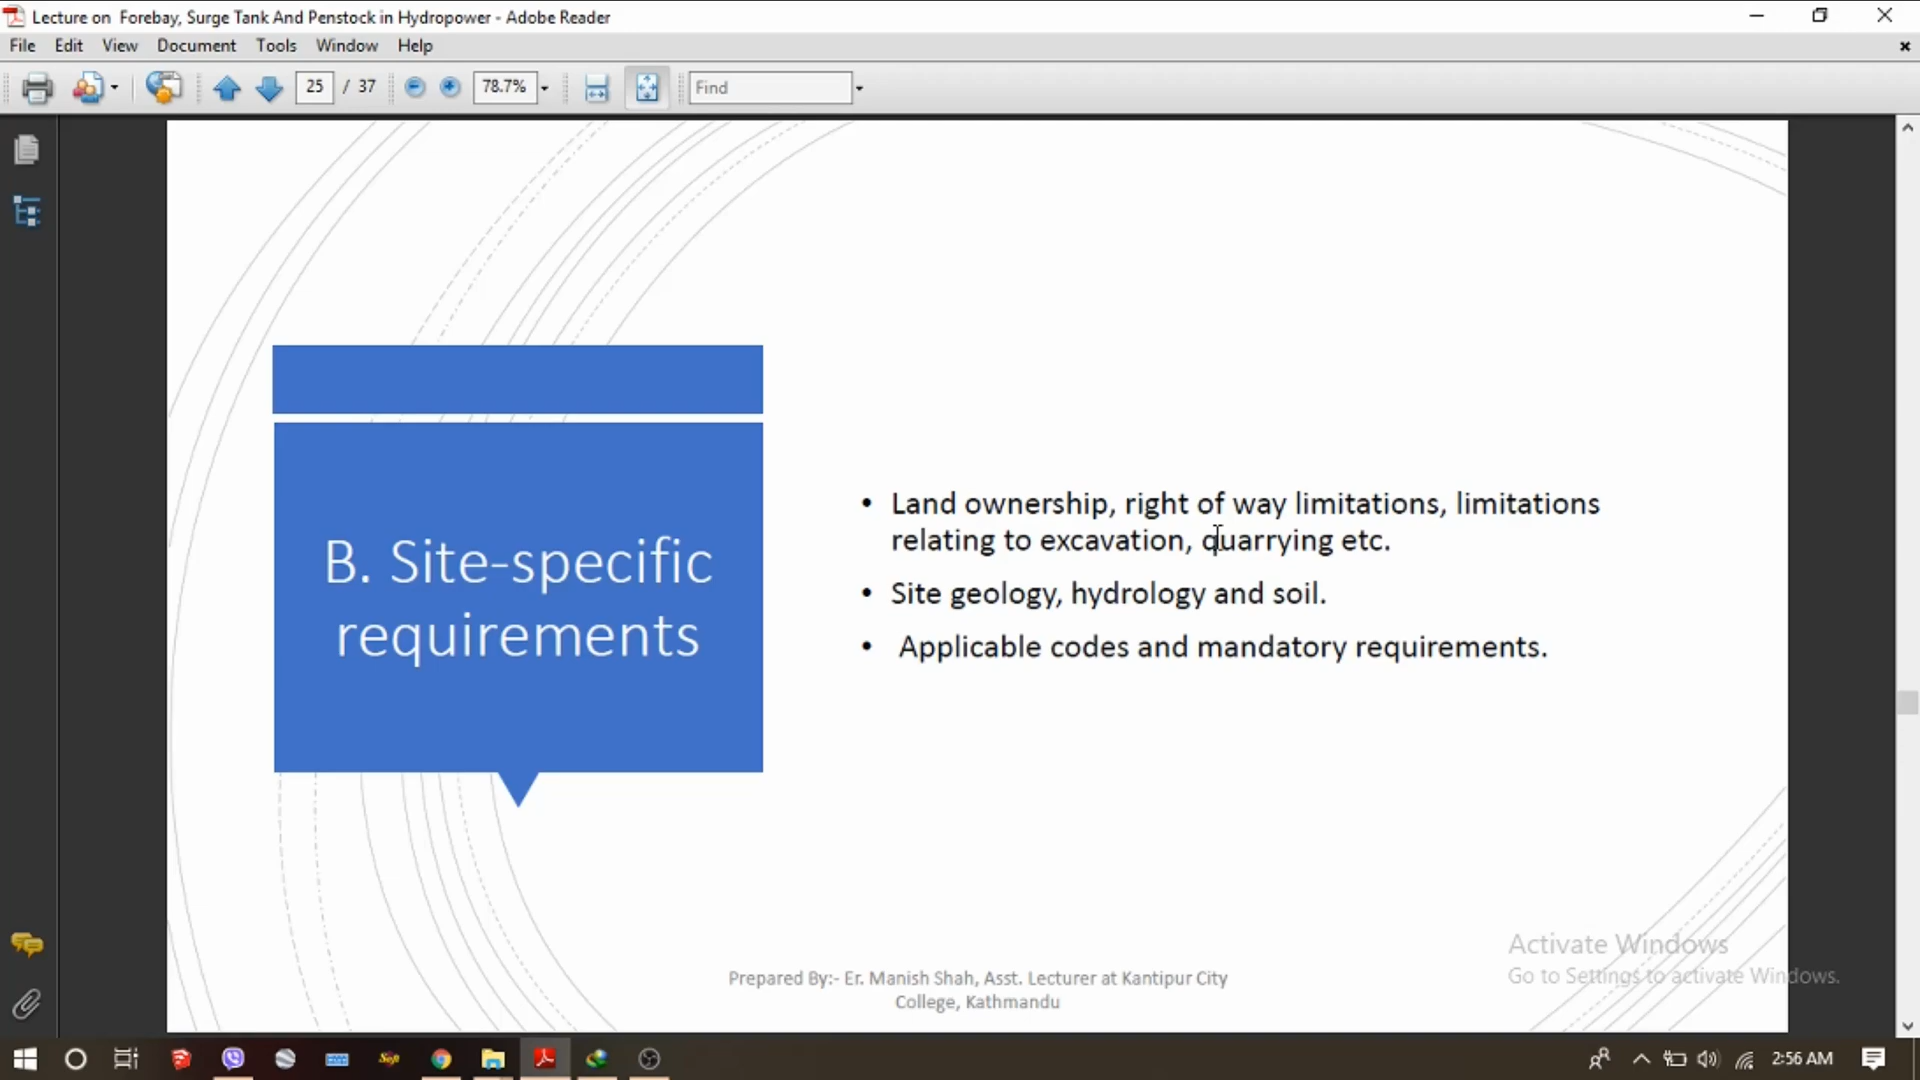 Lecture on  Forebay, Surge Tank And Penstock in Hydropower - Adobe Reader
File Edit View Document Tools Window Help
25 / 37 78.7% Find
• Land ownership, right of way limitations, limitations
relating to excavation, quarrying etc.
• Site geology, hydrology and soil.
• Applicable codes and mandatory requirements.
B. Site-specific
requirements
Activate Windows
Go to Settings to activate Windows.
Prepared By:- Er. Manish Shah, Asst. Lecturer at Kantipur City
College, Kathmandu
2:56 AM